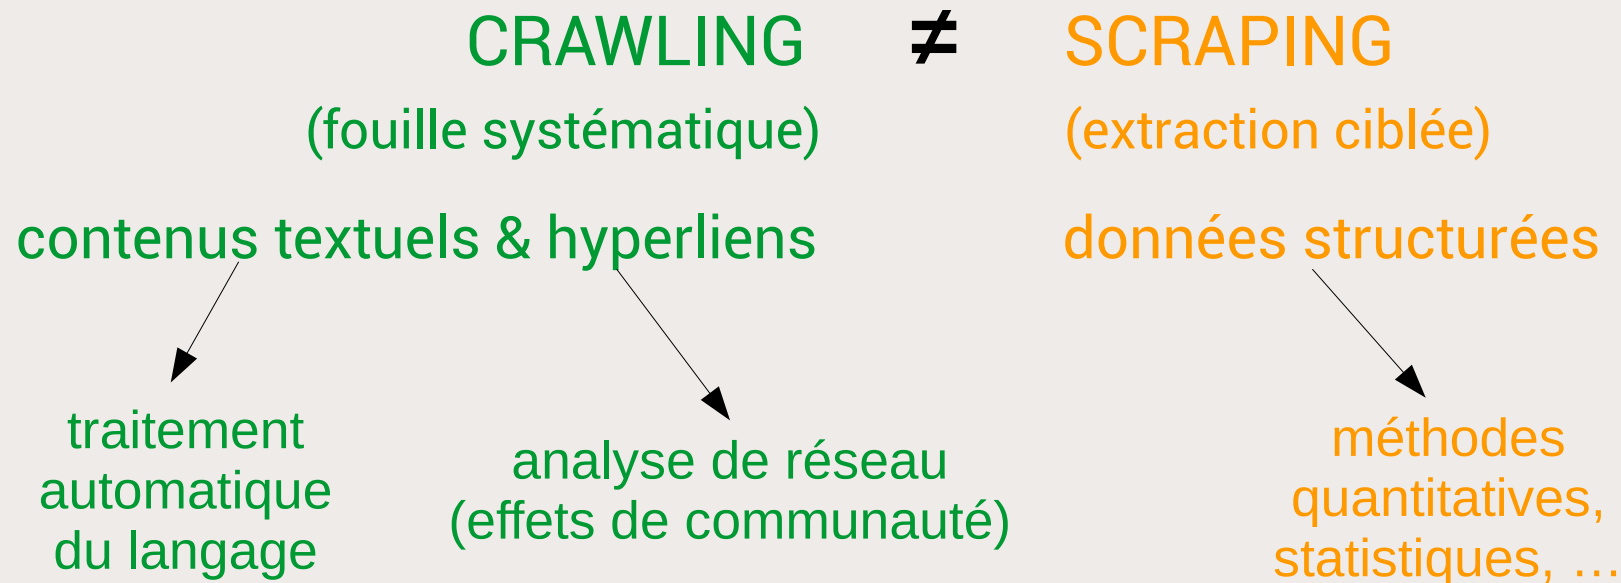 CRAWLING ≠ SCRAPING
(fouille systématique) (extraction ciblée)
contenus textuels & hyperliens données structurées
traitement
automatique
du langage
analyse de réseau
(effets de communauté)
méthodes
quantitatives,
statistiques, …